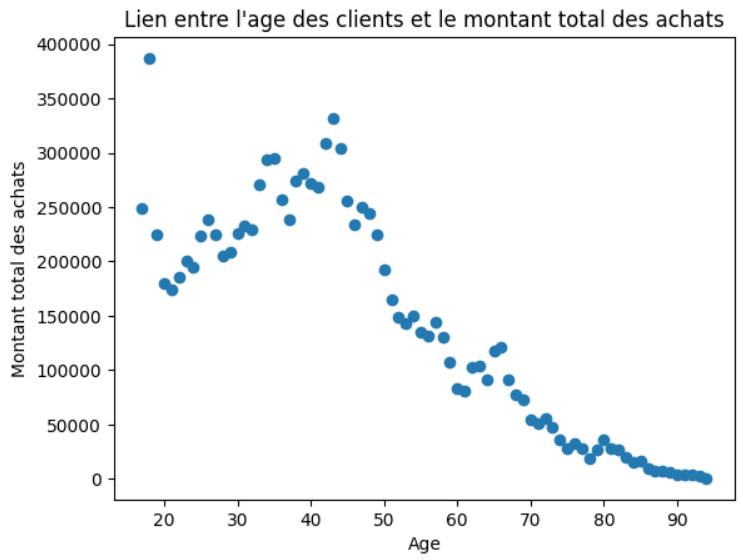 Lien entre l'age des clients et le montant total des achats
Montant total des achats
400000
350000
300000
250000
200000
150000
100000
50000
0
20 30 40 50 60 70 80 90
Age